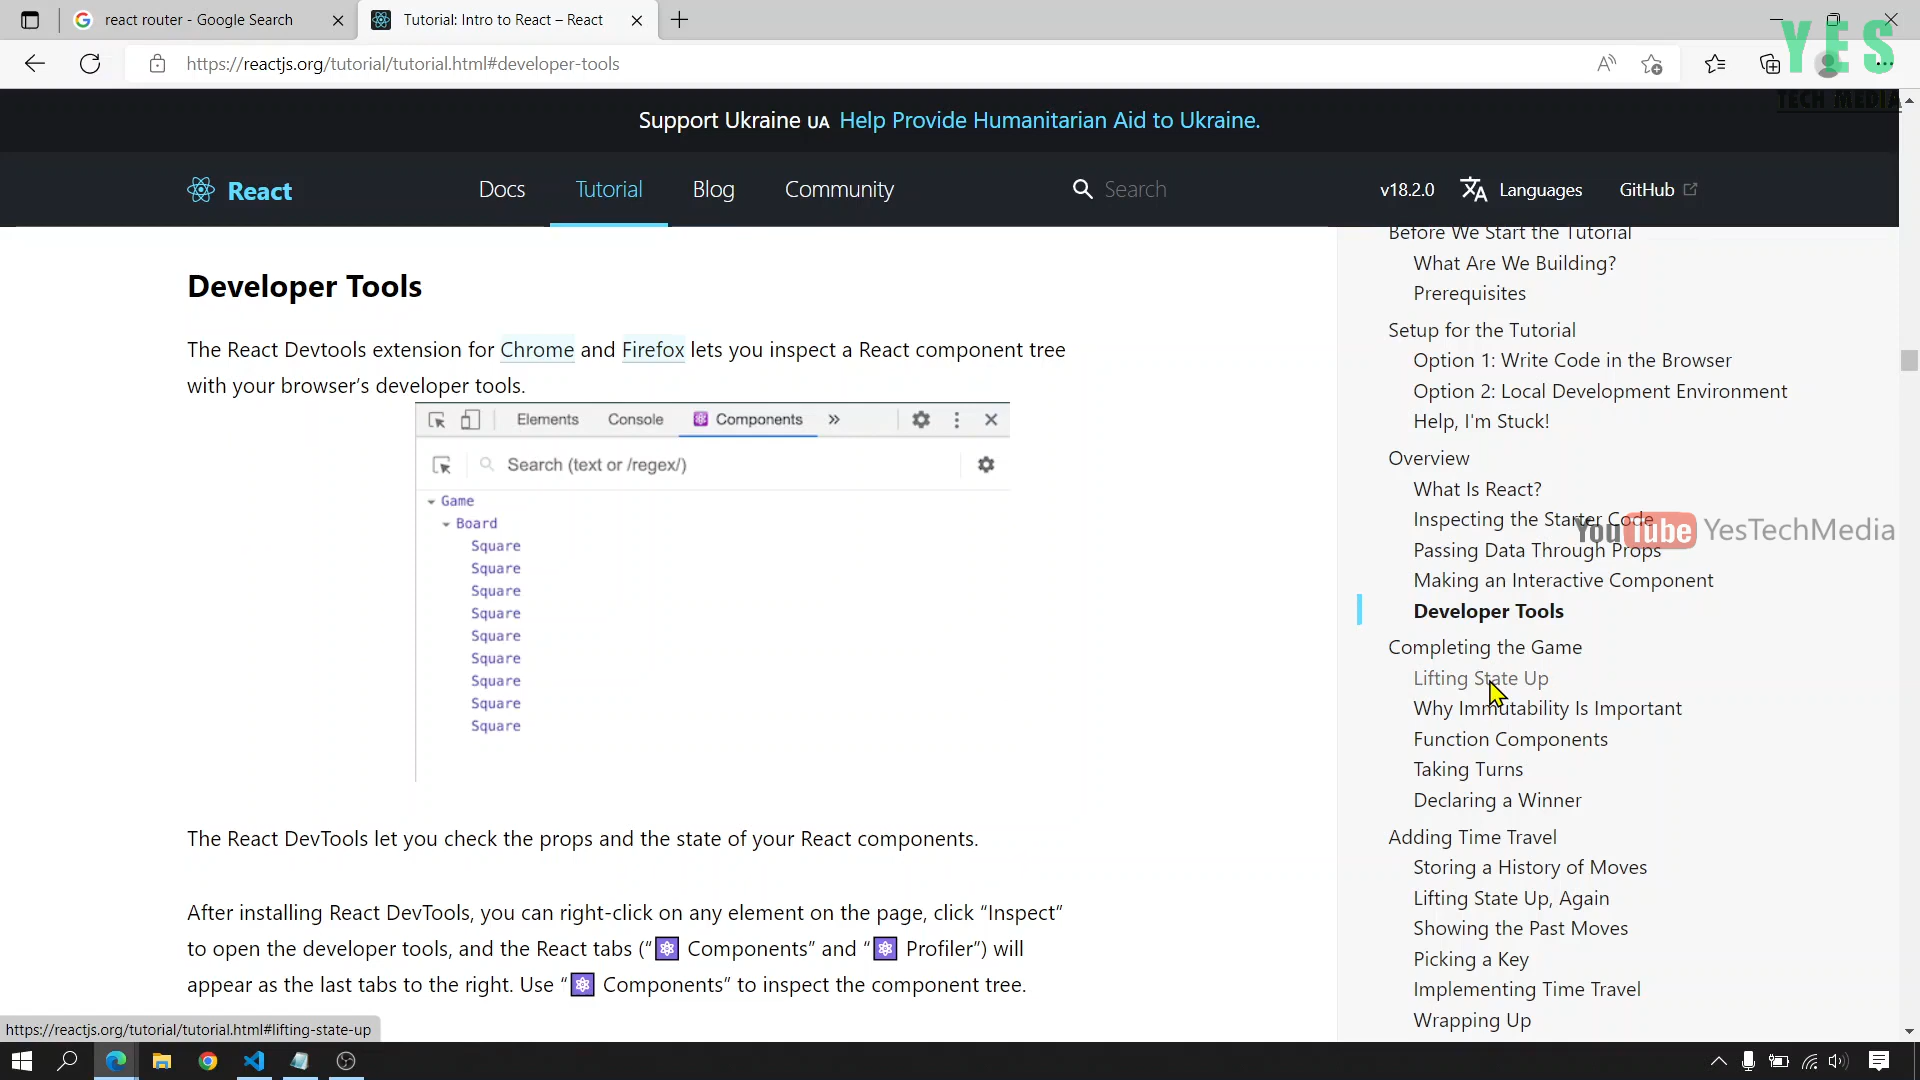 react router - Google Search
Tutorial: Intro to React – React
https://reactjs.org/tutorial/tutorial.html#developer-tools
YES
TECH MEDIA
Support Ukraine UA Help Provide Humanitarian Aid to Ukraine.
React
Docs
Tutorial
Blog
Community
Search
v18.2.0
Languages
GitHub
Developer Tools
The React Devtools extension for Chrome and Firefox lets you inspect a React component tree
with your browser’s developer tools.
Elements
Console
Components
»
Search (text or /regex/)
Game
Board
Square
Square
Square
Square
Square
Square
Square
Square
Square
The React DevTools let you check the props and the state of your React components.
After installing React DevTools, you can right-click on any element on the page, click “Inspect”
to open the developer tools, and the React tabs (“ Components” and “ Profiler”) will
appear as the last tabs to the right. Use “ Components” to inspect the component tree.
Before We Start the Tutorial
What Are We Building?
Prerequisites
Setup for the Tutorial
Option 1: Write Code in the Browser
Option 2: Local Development Environment
Help, I'm Stuck!
Overview
What Is React?
Inspecting the Starter Code
YouTube YesTechMedia
Passing Data Through Props
Making an Interactive Component
Developer Tools
Completing the Game
Lifting State Up
Why Immutability Is Important
Function Components
Taking Turns
Declaring a Winner
Adding Time Travel
Storing a History of Moves
Lifting State Up, Again
Showing the Past Moves
Picking a Key
Implementing Time Travel
Wrapping Up
https://reactjs.org/tutorial/tutorial.html#lifting-state-up